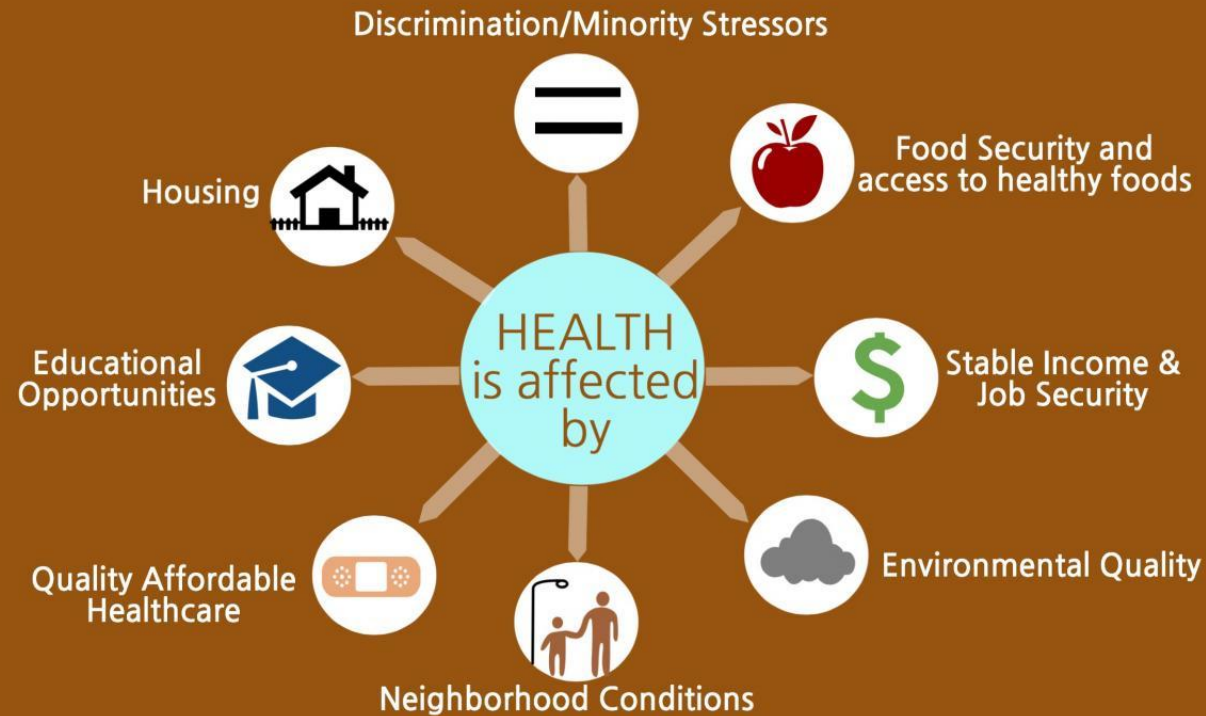 Discrimination/Minority Stressors
Food Security and
access to healthy foods
Housing
HEALTH
is affected
by
Educational
Opportunities
Stable Income &
Job Security
Quality Affordable
Healthcare
Environmental Quality
Neighborhood Conditions
$